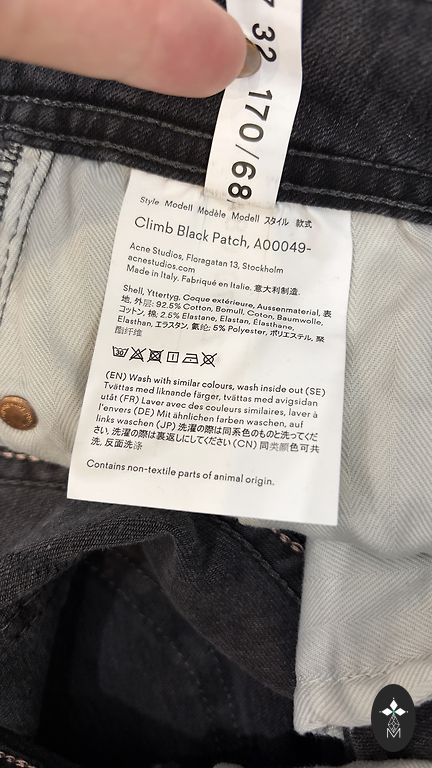 32
170/68
Style Modell Modèle Modell スタイル 款式
Climb Black Patch, A00049-
Acne Studios, Floragatan 13, Stockholm
acnestudios.com
Made in Italy. Fabriqué en Italie. 意大利制造.
Shell, Yttertyg, Coque extérieure, Aussenmaterial, 表
地, 外层: 92.5% Cotton, Bomull, Coton, Baumwolle,
コットン, 棉; 2.5% Elastane, Elastan, Élasthane,
Elasthan, エラスタン, 氨纶; 5% Polyester, ポリエステル, 聚
酯纤维
(EN) Wash with similar colours, wash inside out (SE)
Tvättas med liknande färger, tvättas med avigsidan
utåt (FR) Laver avec des couleurs similaires, laver à
l'envers (DE) Mit ähnlichen farben waschen, auf
links waschen (JP) 洗濯の際は同系色のものと洗ってくだ
さい, 洗濯の際は裏返しにしてください (CN) 同类颜色可共
洗, 反面洗涤
Contains non-textile parts of animal origin.
M